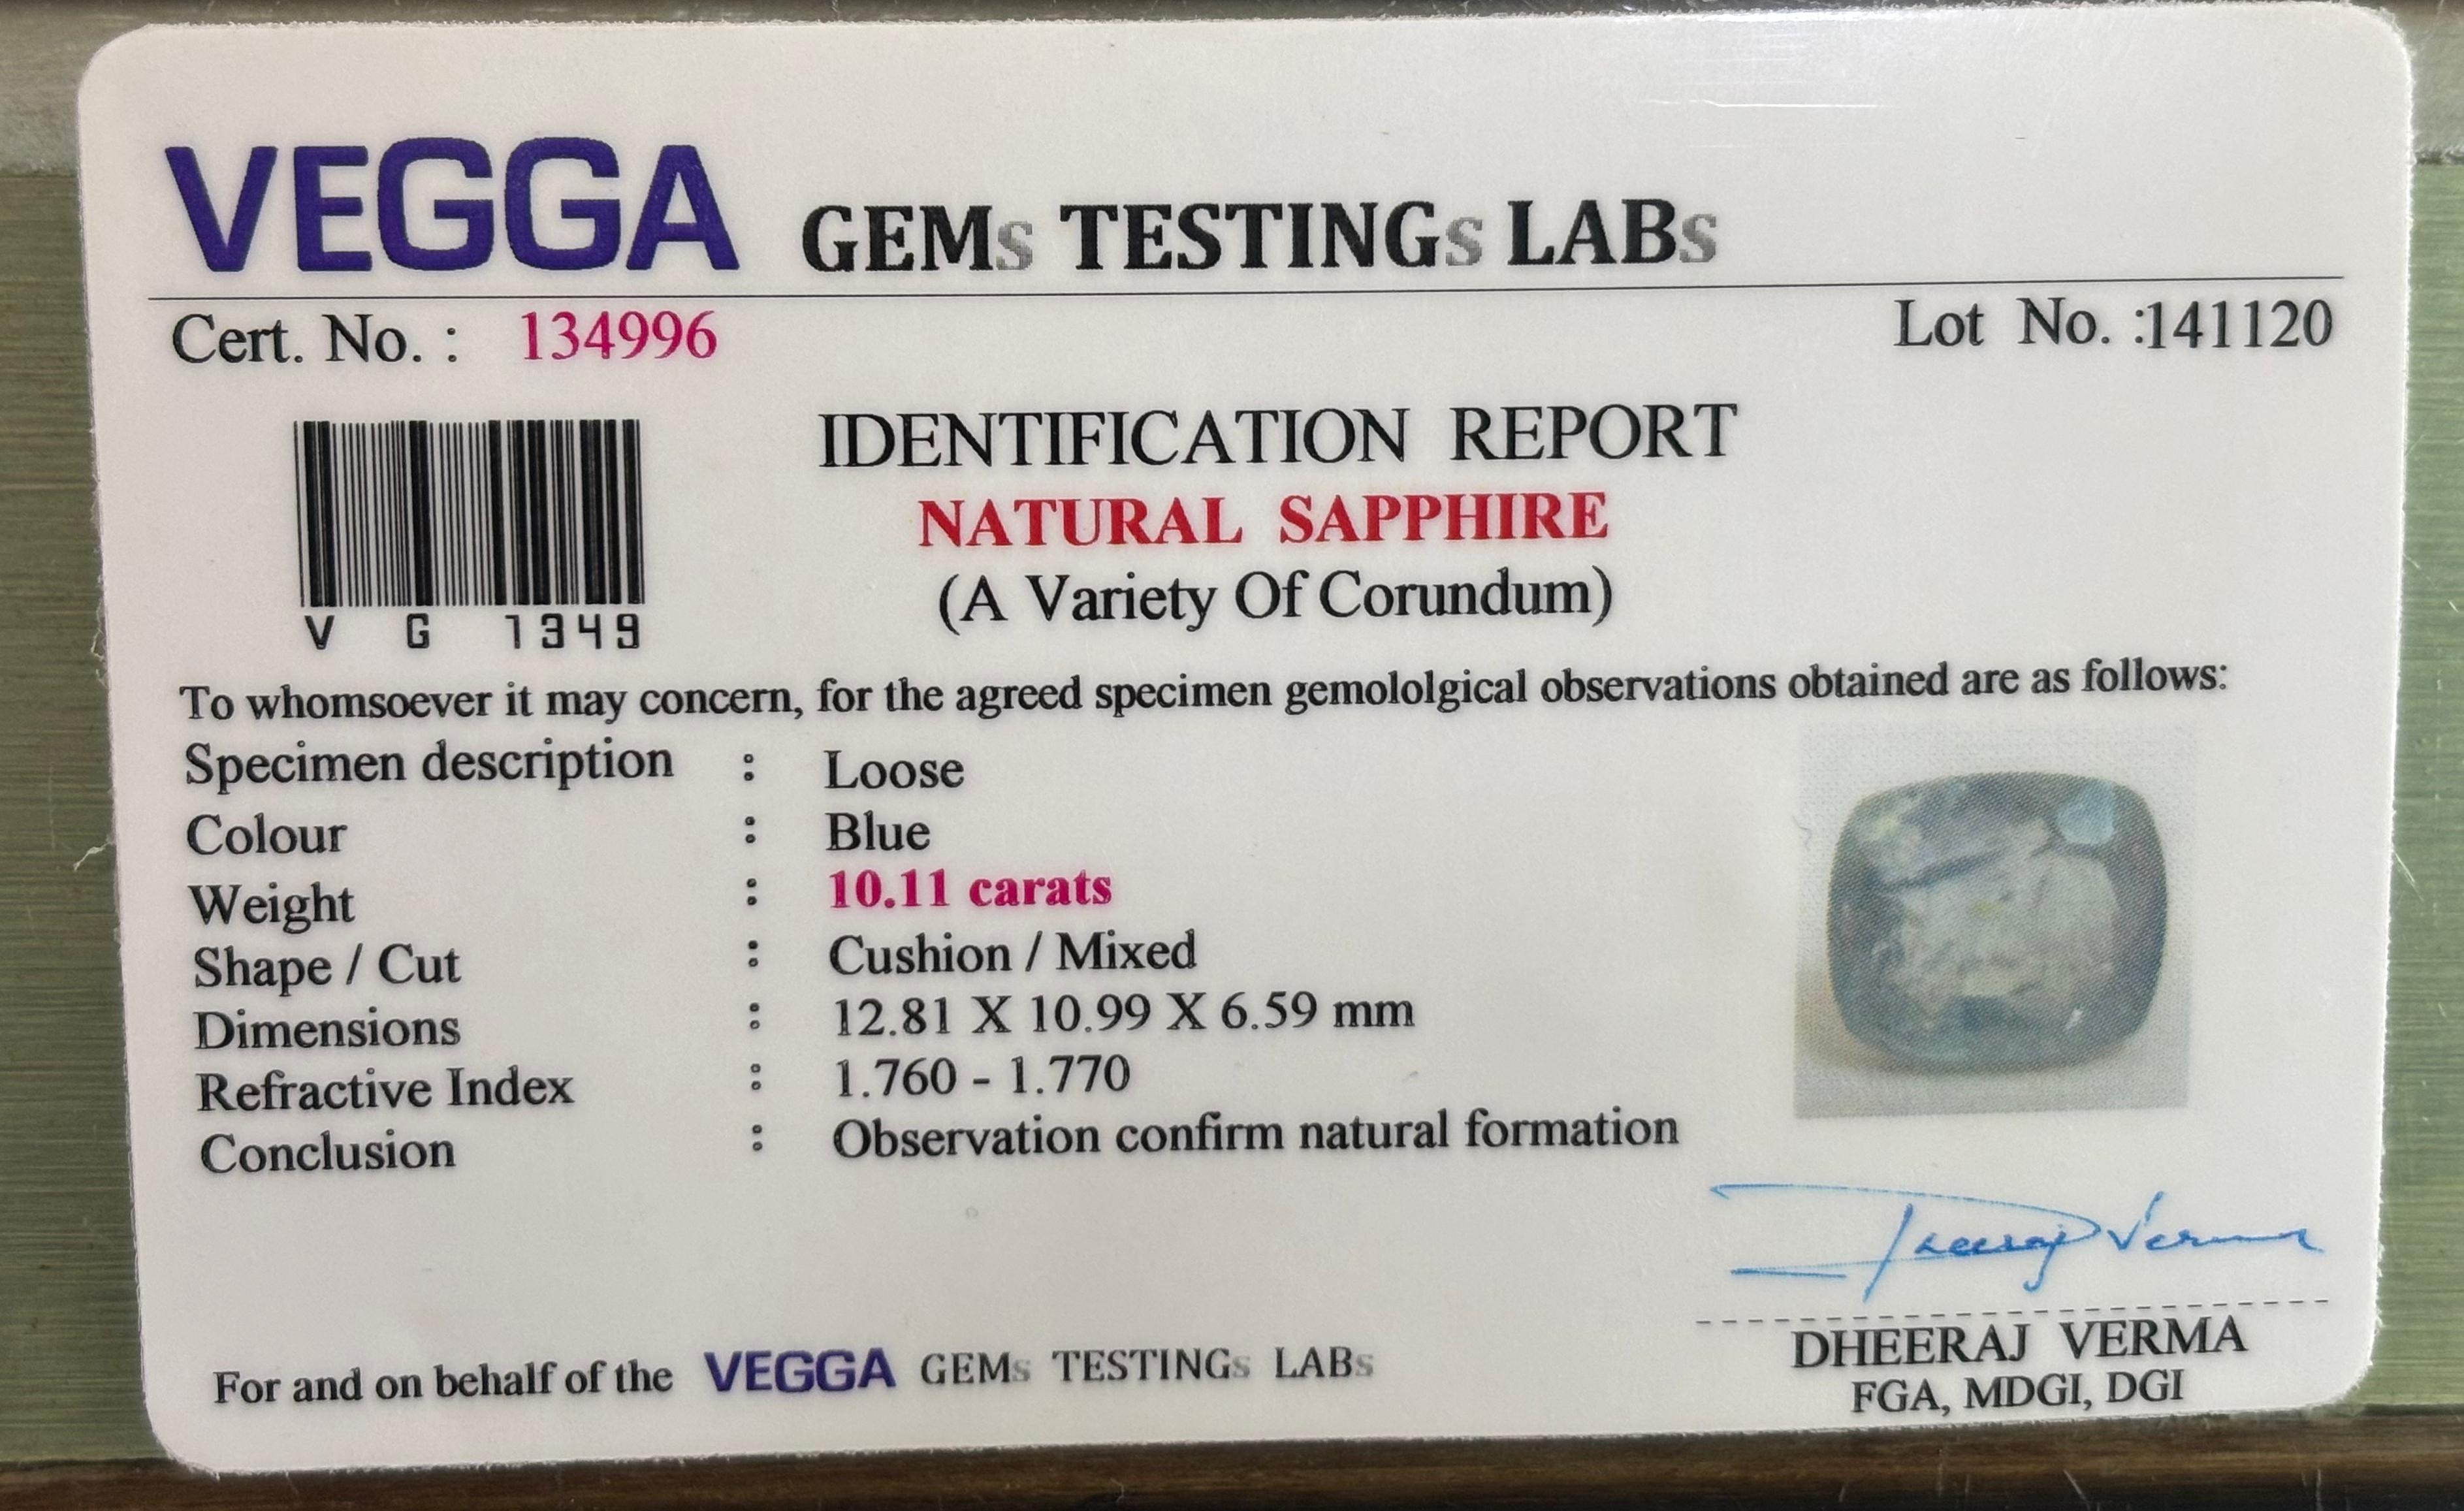 VEGGA GEMs TESTINGs LABs
Cert. No. : 134996 Lot No. :141120
IDENTIFICATION REPORT
NATURAL SAPPHIRE
(A Variety Of Corundum)
V G 1349
To whomsoever it may concern, for the agreed specimen gemololgical observations obtained are as follows:
Specimen description : Loose
Colour : Blue
Weight : 10.11 carats
Shape / Cut : Cushion / Mixed
Dimensions : 12.81 X 10.99 X 6.59 mm
Refractive Index : 1.760 - 1.770
Conclusion : Observation confirm natural formation
Dheeraj Verma
DHEERAJ VERMA
FGA, MDGI, DGI
For and on behalf of the VEGGA GEMs TESTINGs LABs